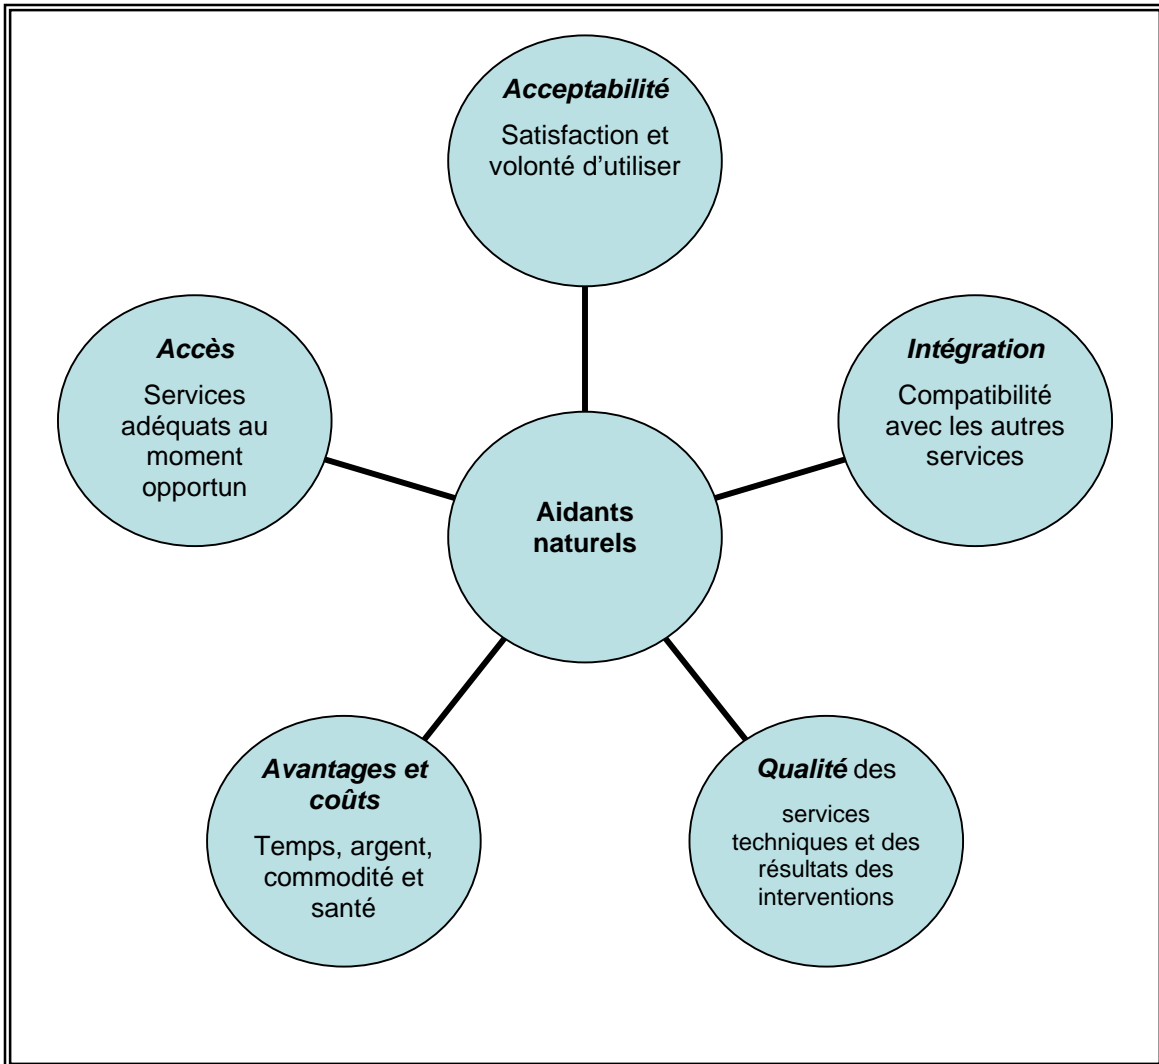 Acceptabilité
Satisfaction et
volonté d’utiliser
Accès
Services
adéquats au
moment
opportun
Intégration
Compatibilité
avec les autres
services
Aidants
naturels
Avantages et
coûts
Temps, argent,
commodité et
santé
Qualité des
services
techniques et des
résultats des
interventions